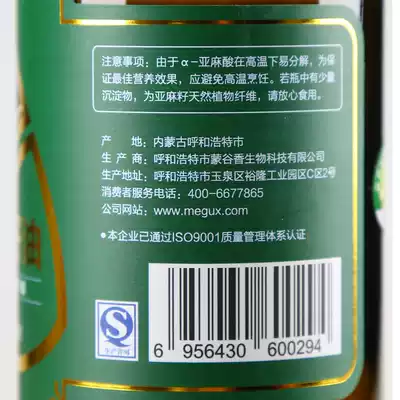 注意事项：由于α-亚麻酸在高温下易分解，为保
证最佳营养效果，应避免高温烹饪。若瓶中有少量
沉淀物，为亚麻籽天然植物纤维，请放心食用。
产 地：内蒙古呼和浩特市
生 产 商：呼和浩特市蒙谷香生物科技有限公司
生产地址：呼和浩特市玉泉区裕隆工业园区C区2号
消费者服务电话：400-6677865
公司网站：www.megux.com
•本企业已通过ISO9001质量管理体系认证
油
QS
生产许可
6 956430 600294